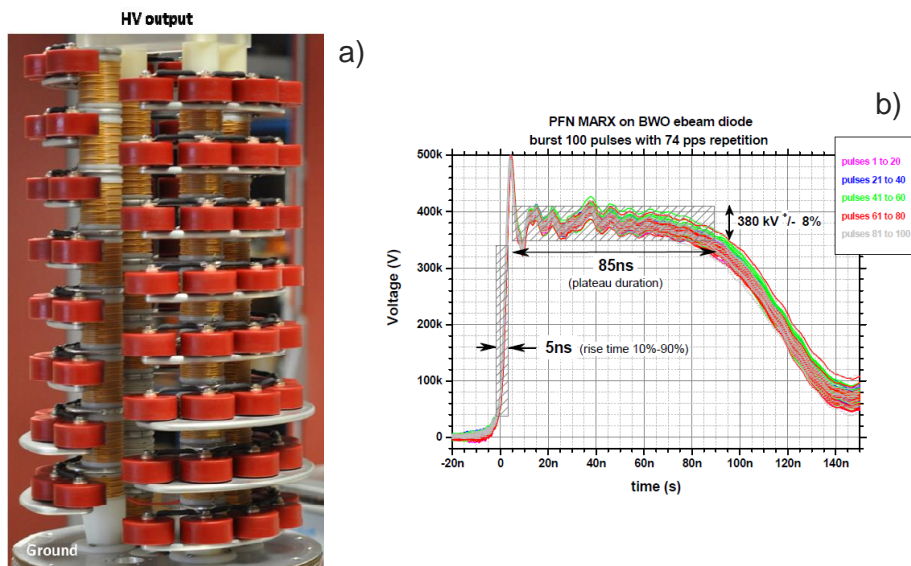 HV output
a)
Ground
b)
PFN MARX on BWO ebeam diode
burst 100 pulses with 74 pps repetition
Voltage (V)
500k
400k
300k
200k
100k
0
pulses 1 to 20
pulses 21 to 40
pulses 41 to 60
pulses 61 to 80
pulses 81 to 100
380 kV +/- 8%
85ns
(plateau duration)
5ns (rise time 10%-90%)
-20n 0 20n 40n 60n 80n 100n 120n 140n
time (s)